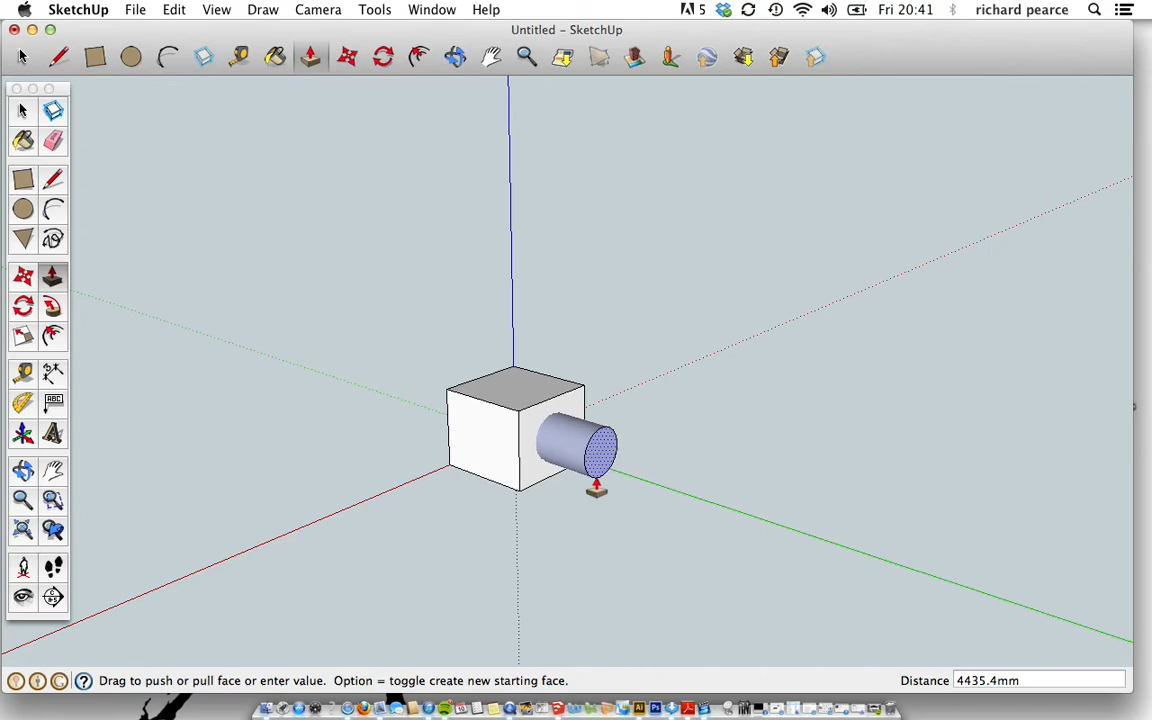 SketchUp File Edit View Draw Camera Tools Window Help 5 Fri 20:41 richard pearce
Untitled – SketchUp
ABC
Drag to push or pull face or enter value. Option = toggle create new starting face. Distance 4435.4mm